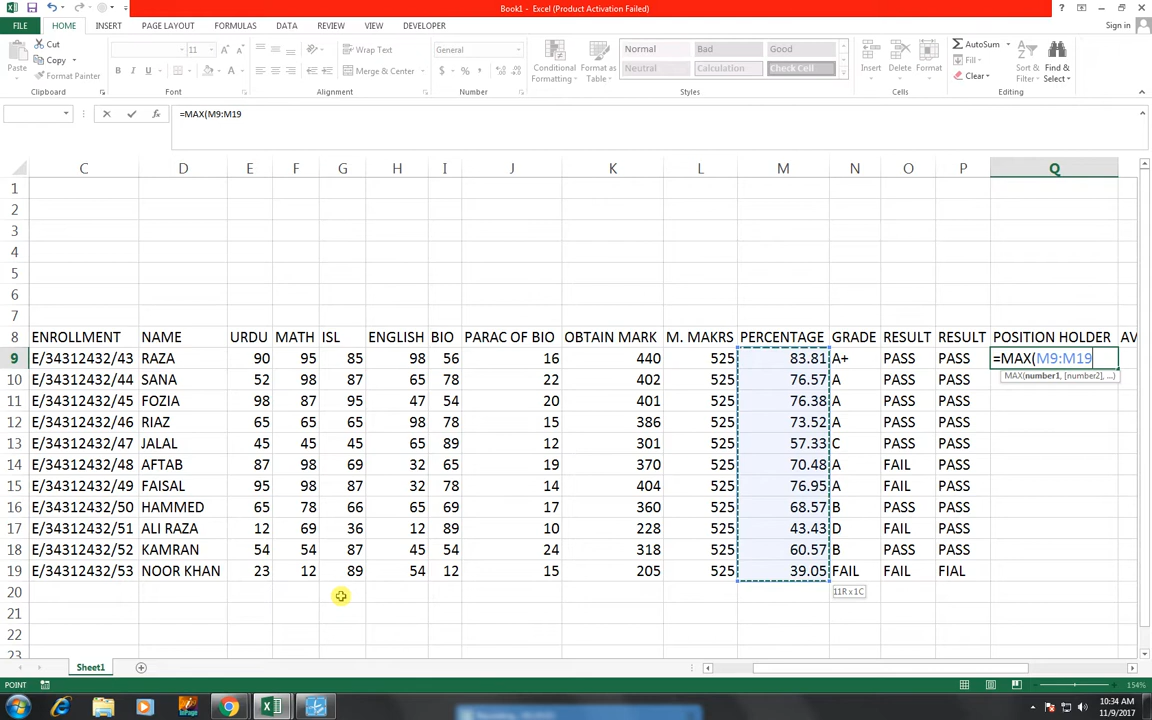 Book1 - Excel (Product Activation Failed)
FILE HOME INSERT PAGE LAYOUT FORMULAS DATA REVIEW VIEW DEVELOPER Sign in
Paste Cut Copy Format Painter Clipboard
11 Font
Wrap Text Merge & Center Alignment
General Number
Conditional Formatting Format as Table Normal Bad Good Neutral Calculation Check Cell Styles
Insert Delete Format Cells
AutoSum Fill Clear Sort & Filter Find & Select Editing
=MAX(M9:M19
C D E F G H I J K L M N O P Q
1
2
3
4
5
6
7
8 ENROLLMENT NAME URDU MATH ISL ENGLISH BIO PARAC OF BIO OBTAIN MARK M. MAKRS PERCENTAGE GRADE RESULT RESULT POSITION HOLDER AV
9 E/34312432/43 RAZA 90 95 85 98 56 16 440 525 83.81 A+ PASS PASS =MAX(M9:M19
MAX(number1, [number2], ...)
10 E/34312432/44 SANA 52 98 87 65 78 22 402 525 76.57 A PASS PASS
11 E/34312432/45 FOZIA 98 87 95 47 54 20 401 525 76.38 A PASS PASS
12 E/34312432/46 RIAZ 65 65 65 98 78 15 386 525 73.52 A PASS PASS
13 E/34312432/47 JALAL 45 45 45 65 89 12 301 525 57.33 C PASS PASS
14 E/34312432/48 AFTAB 87 98 69 32 65 19 370 525 70.48 A FAIL PASS
15 E/34312432/49 FAISAL 95 98 87 32 78 14 404 525 76.95 A FAIL PASS
16 E/34312432/50 HAMMED 65 78 66 65 69 17 360 525 68.57 B PASS PASS
17 E/34312432/51 ALI RAZA 12 69 36 12 89 10 228 525 43.43 D FAIL PASS
18 E/34312432/52 KAMRAN 54 54 87 45 54 24 318 525 60.57 B PASS PASS
19 E/34312432/53 NOOR KHAN 23 12 89 54 12 15 205 525 39.05 FAIL FAIL FIAL
20 11R x 1C
21
22
23
Sheet1
POINT 154%
10:34 AM
11/9/2017